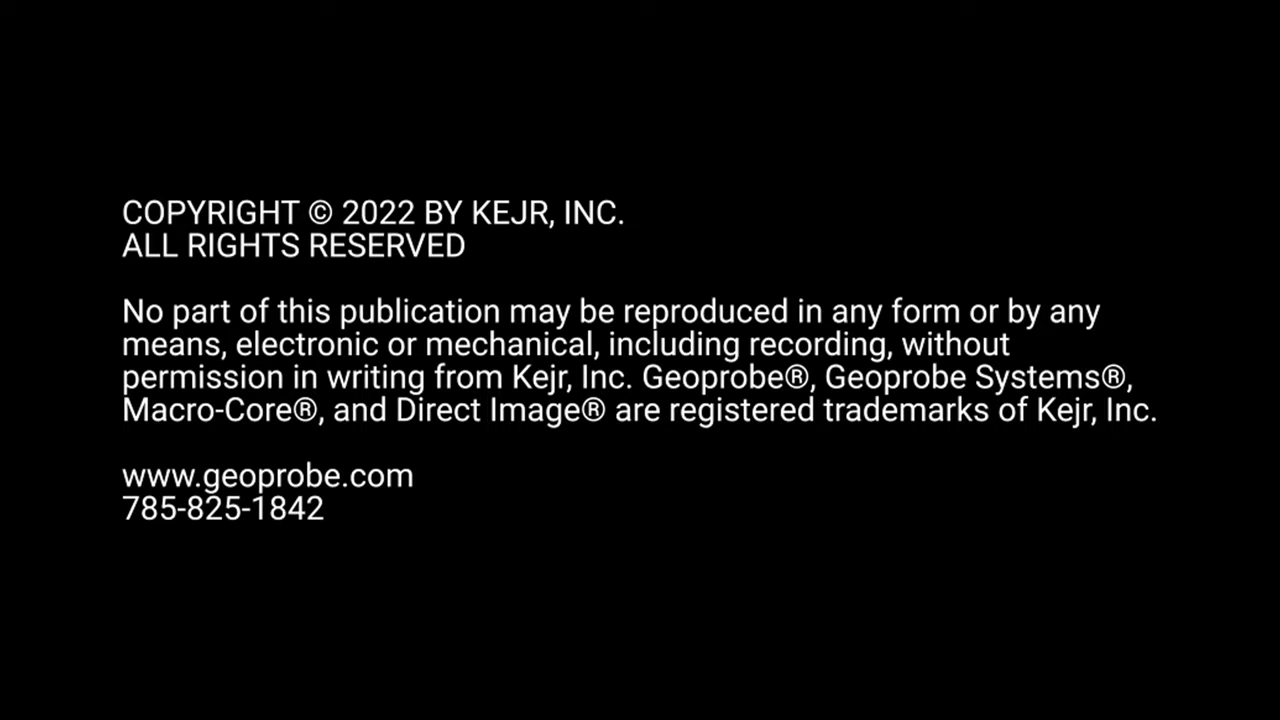 COPYRIGHT © 2022 BY KEJR, INC.
ALL RIGHTS RESERVED
No part of this publication may be reproduced in any form or by any
means, electronic or mechanical, including recording, without
permission in writing from Kejr, Inc. Geoprobe®, Geoprobe Systems®,
Macro-Core®, and Direct Image® are registered trademarks of Kejr, Inc.
www.geoprobe.com
785-825-1842